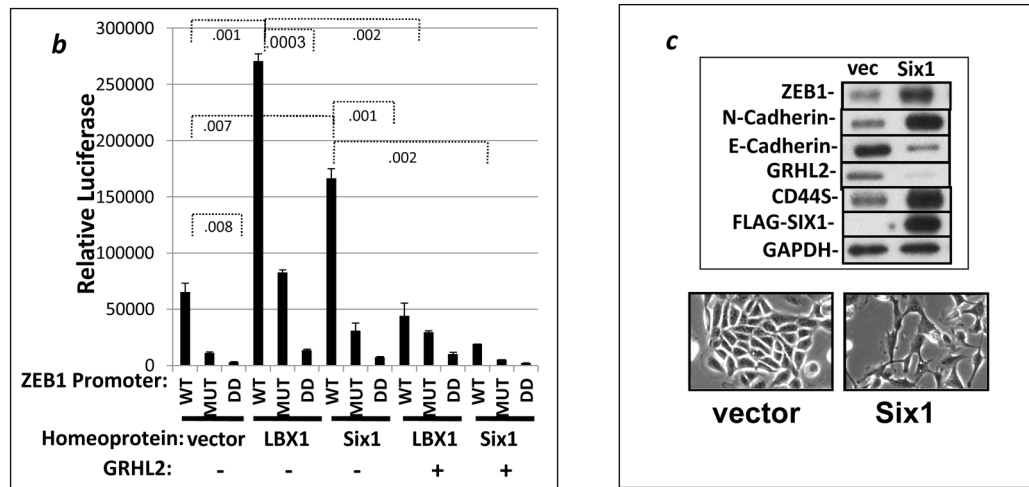 b
300000
250000
200000
150000
100000
50000
0
Relative Luciferase
.001
.0003
.002
.007
.001
.002
.008
ZEB1 Promoter: WT MUT DD WT MUT DD WT MUT DD WT MUT DD WT MUT DD
Homeoprotein: vector LBX1 Six1 LBX1 Six1
GRHL2: - - - + +
c
vec Six1
ZEB1-
N-Cadherin-
E-Cadherin-
GRHL2-
CD44S-
FLAG-SIX1-
GAPDH-
vector Six1